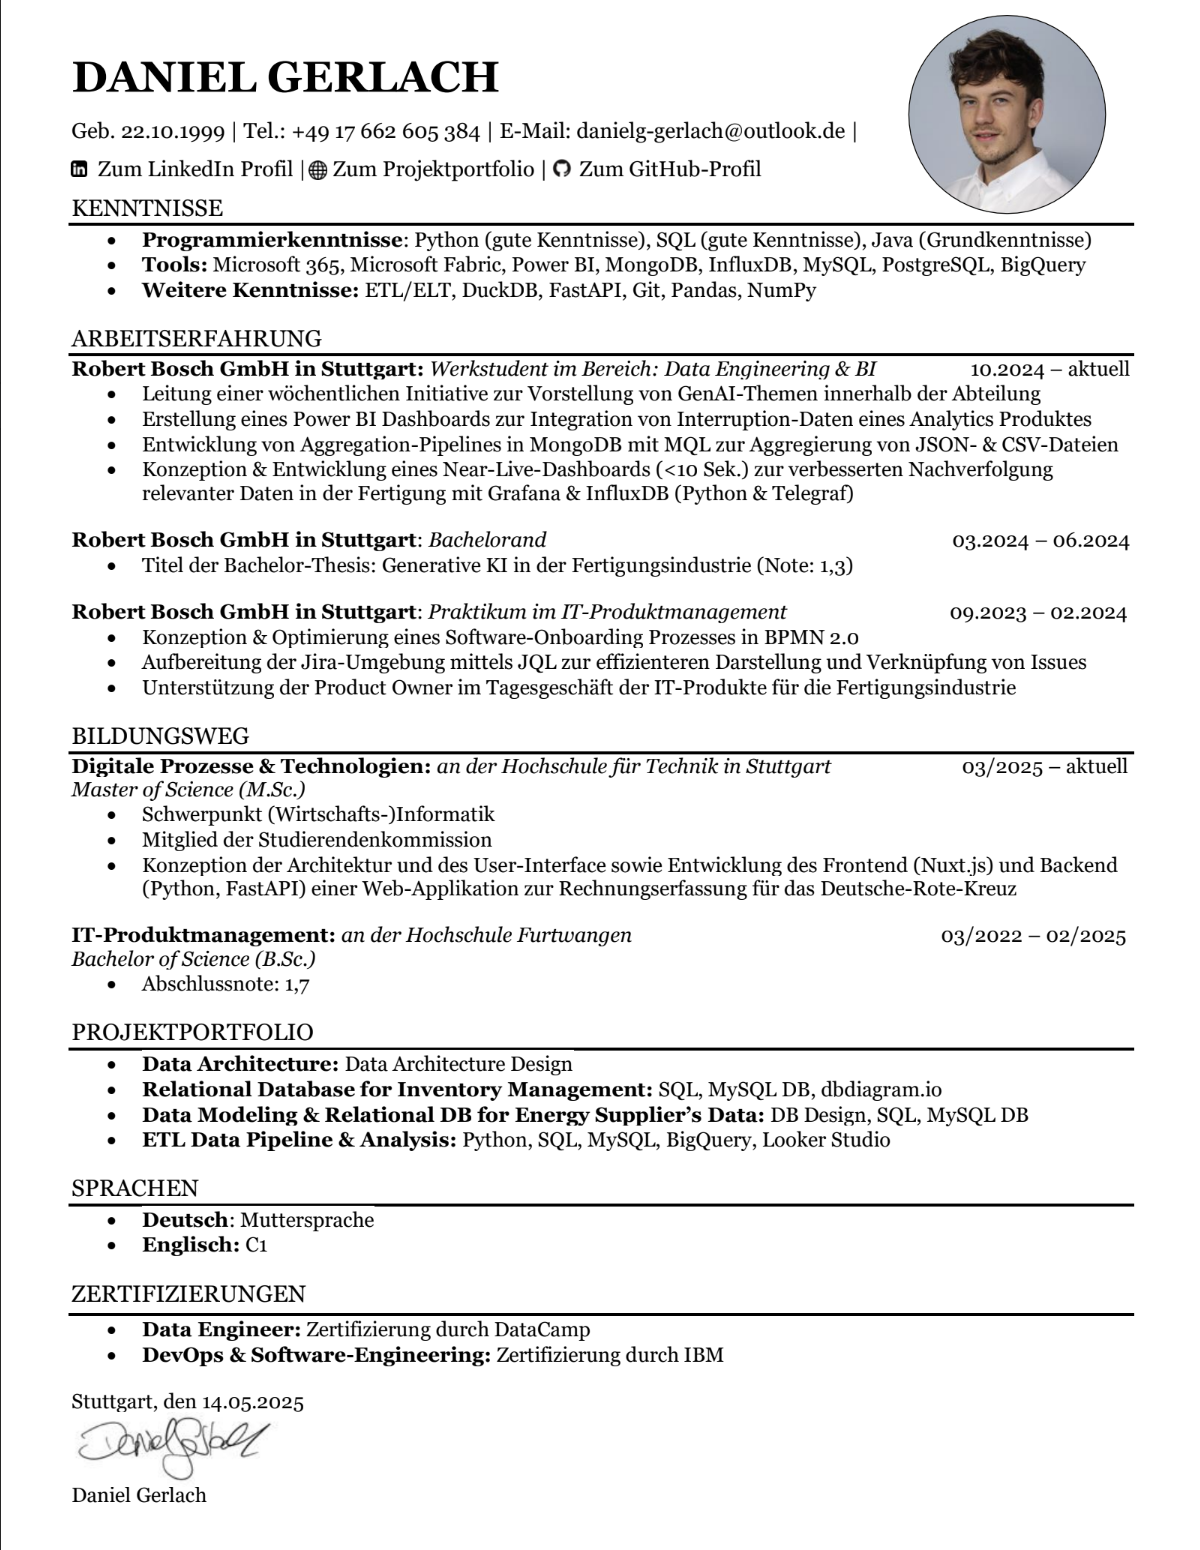 DANIEL GERLACH
Geb. 22.10.1999 | Tel.: +49 17 662 605 384 | E-Mail: danielg-gerlach@outlook.de |
in Zum LinkedIn Profil | Zum Projektportfolio | Zum GitHub-Profil
KENNTNISSE
• Programmierkenntnisse: Python (gute Kenntnisse), SQL (gute Kenntnisse), Java (Grundkenntnisse)
• Tools: Microsoft 365, Microsoft Fabric, Power BI, MongoDB, InfluxDB, MySQL, PostgreSQL, BigQuery
• Weitere Kenntnisse: ETL/ELT, DuckDB, FastAPI, Git, Pandas, NumPy
ARBEITSERFAHRUNG
Robert Bosch GmbH in Stuttgart: Werkstudent im Bereich: Data Engineering & BI 10.2024 – aktuell
• Leitung einer wöchentlichen Initiative zur Vorstellung von GenAI-Themen innerhalb der Abteilung
• Erstellung eines Power BI Dashboards zur Integration von Interruption-Daten eines Analytics Produktes
• Entwicklung von Aggregation-Pipelines in MongoDB mit MQL zur Aggregierung von JSON- & CSV-Dateien
• Konzeption & Entwicklung eines Near-Live-Dashboards (<10 Sek.) zur verbesserten Nachverfolgung
relevanter Daten in der Fertigung mit Grafana & InfluxDB (Python & Telegraf)
Robert Bosch GmbH in Stuttgart: Bachelorand 03.2024 – 06.2024
• Titel der Bachelor-Thesis: Generative KI in der Fertigungsindustrie (Note: 1,3)
Robert Bosch GmbH in Stuttgart: Praktikum im IT-Produktmanagement 09.2023 – 02.2024
• Konzeption & Optimierung eines Software-Onboarding Prozesses in BPMN 2.0
• Aufbereitung der Jira-Umgebung mittels JQL zur effizienteren Darstellung und Verknüpfung von Issues
• Unterstützung der Product Owner im Tagesgeschäft der IT-Produkte für die Fertigungsindustrie
BILDUNGSWEG
Digitale Prozesse & Technologien: an der Hochschule für Technik in Stuttgart 03/2025 – aktuell
Master of Science (M.Sc.)
• Schwerpunkt (Wirtschafts-)Informatik
• Mitglied der Studierendenkommission
• Konzeption der Architektur und des User-Interface sowie Entwicklung des Frontend (Nuxt.js) und Backend
(Python, FastAPI) einer Web-Applikation zur Rechnungserfassung für das Deutsche-Rote-Kreuz
IT-Produktmanagement: an der Hochschule Furtwangen 03/2022 – 02/2025
Bachelor of Science (B.Sc.)
• Abschlussnote: 1,7
PROJEKTPORTFOLIO
• Data Architecture: Data Architecture Design
• Relational Database for Inventory Management: SQL, MySQL DB, dbdiagram.io
• Data Modeling & Relational DB for Energy Supplier’s Data: DB Design, SQL, MySQL DB
• ETL Data Pipeline & Analysis: Python, SQL, MySQL, BigQuery, Looker Studio
SPRACHEN
• Deutsch: Muttersprache
• Englisch: C1
ZERTIFIZIERUNGEN
• Data Engineer: Zertifizierung durch DataCamp
• DevOps & Software-Engineering: Zertifizierung durch IBM
Stuttgart, den 14.05.2025
Daniel Gerlach